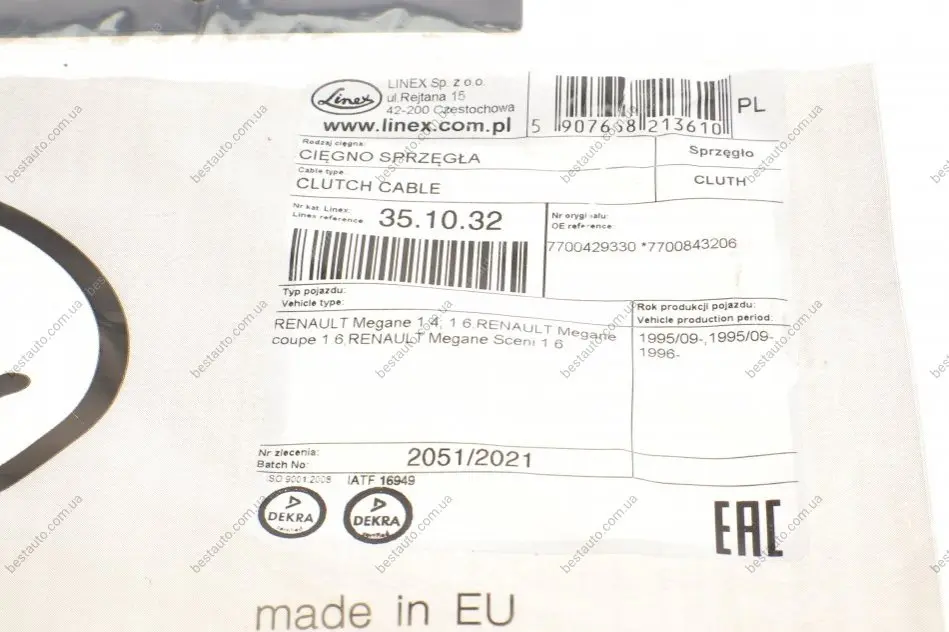 Linex
LINEX Sp. z o.o.
ul.Rejtana 15
42-200 Częstochowa
www.linex.com.pl
5 907668 213610
PL
Rodzaj cięgna:
CIĘGNO SPRZĘGŁA
Sprzęgło
Cable type:
CLUTCH CABLE
CLUTH
Nr kat. Linex:
Linex reference
35.10.32
OE reference:
7700429330 *7700843206
Typ pojazdu:
Vehicle type:
Rok produkcji pojazdu:
Vehicle production period:
RENAULT Megane 1.4, 1.6,RENAULT Megane
coupe 1.6,RENAULT Megane Sceni 1.6
1995/09-,1995/09-,
1996-
Nr zlecenia:
Batch No:
2051/2021
ISO 9001:2008
IATF 16949
DEKRA
certified
DEKRA
certified
EAC
made in EU
bestauto.com.ua